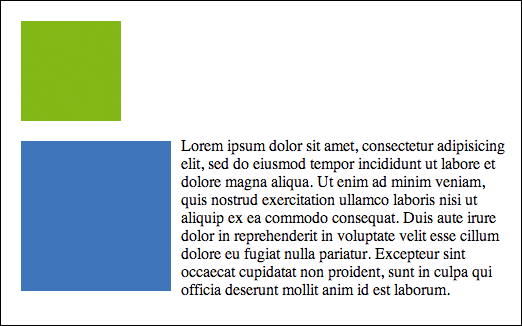 Lorem ipsum dolor sit amet, consectetur adipisicing
elit, sed do eiusmod tempor incididunt ut labore et
dolore magna aliqua. Ut enim ad minim veniam,
quis nostrud exercitation ullamco laboris nisi ut
aliquip ex ea commodo consequat. Duis aute irure
dolor in reprehenderit in voluptate velit esse cillum
dolore eu fugiat nulla pariatur. Excepteur sint
occaecat cupidatat non proident, sunt in culpa qui
officia deserunt mollit anim id est laborum.